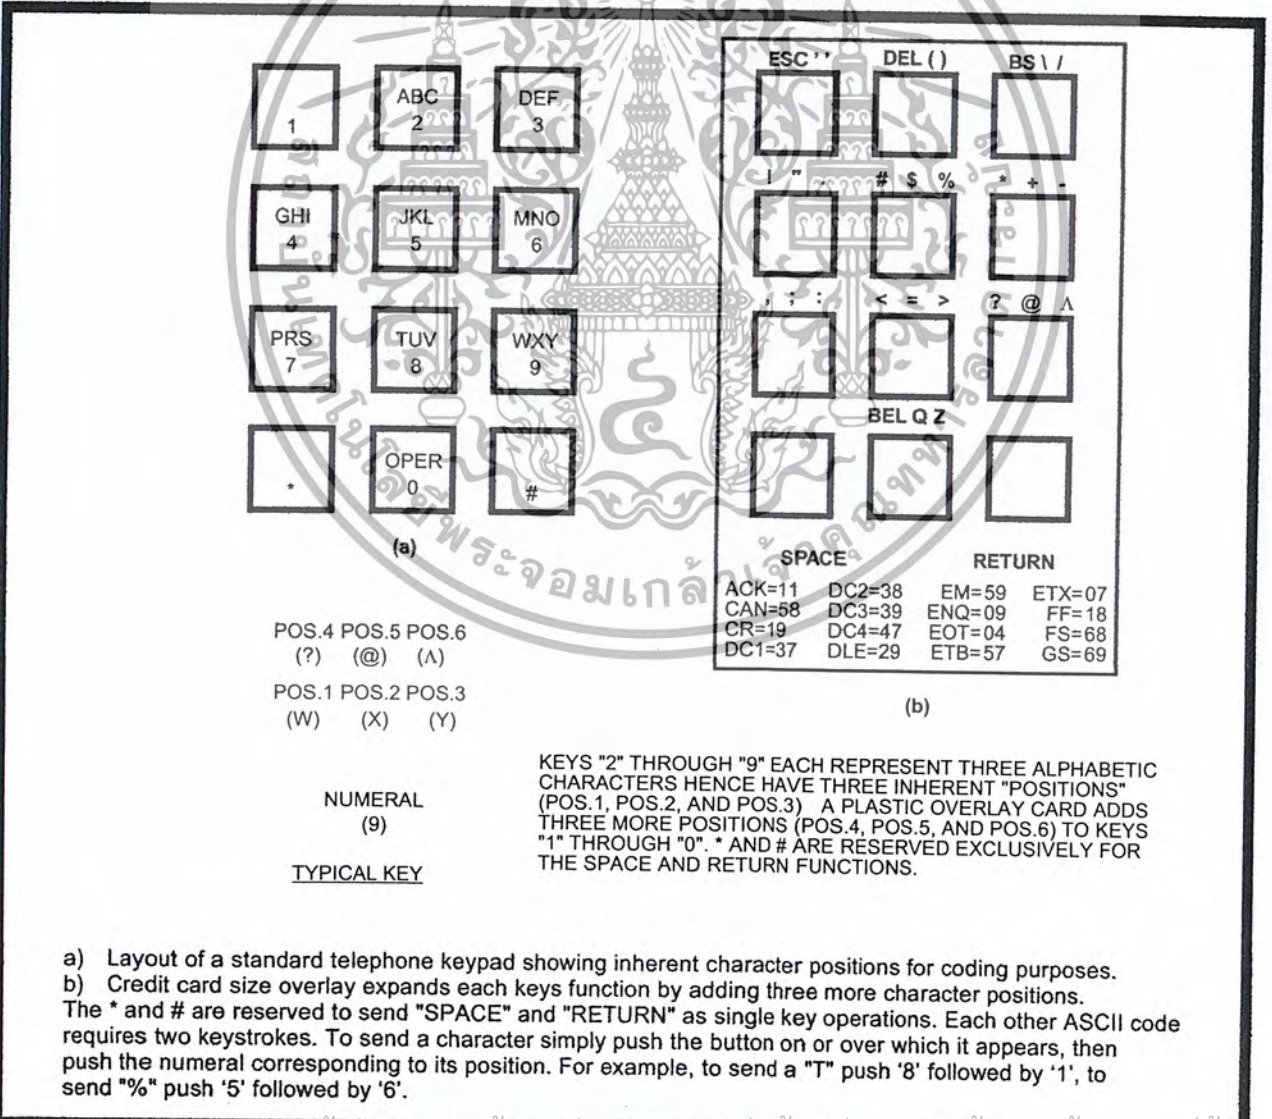 1
ABC
2
DEF
3
GHI
4
JKL
5
MNO
6
PRS
7
TUV
8
WXY
9
*
OPER
0
#
(a)
ESC ' ' DEL ( ) BS \ /
! " . # $ % * + -
, ; : < = > ? @ Λ
BEL Q Z
SPACE RETURN
ACK=11 DC2=38 EM=59 ETX=07
CAN=58 DC3=39 ENQ=09 FF=18
CR=19 DC4=47 EOT=04 FS=68
DC1=37 DLE=29 ETB=57 GS=69
(b)
POS.4 POS.5 POS.6
(?) (@) (Λ)
POS.1 POS.2 POS.3
(W) (X) (Y)
NUMERAL
(9)
TYPICAL KEY
KEYS "2" THROUGH "9" EACH REPRESENT THREE ALPHABETIC
CHARACTERS HENCE HAVE THREE INHERENT "POSITIONS"
(POS.1, POS.2, AND POS.3) A PLASTIC OVERLAY CARD ADDS
THREE MORE POSITIONS (POS.4, POS.5, AND POS.6) TO KEYS
"1" THROUGH "0". * AND # ARE RESERVED EXCLUSIVELY FOR
THE SPACE AND RETURN FUNCTIONS.
a) Layout of a standard telephone keypad showing inherent character positions for coding purposes.
b) Credit card size overlay expands each keys function by adding three more character positions.
The * and # are reserved to send "SPACE" and "RETURN" as single key operations. Each other ASCII code
requires two keystrokes. To send a character simply push the button on or over which it appears, then
push the numeral corresponding to its position. For example, to send a "T" push '8' followed by '1', to
send "%" push '5' followed by '6'.